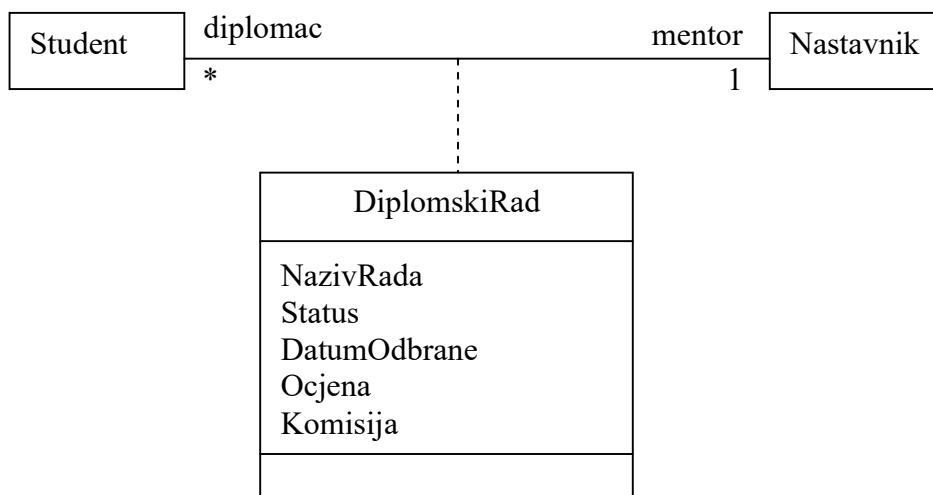 Student
diplomac
mentor
Nastavnik
*
1
DiplomskiRad
NazivRada
Status
DatumOdbrane
Ocjena
Komisija